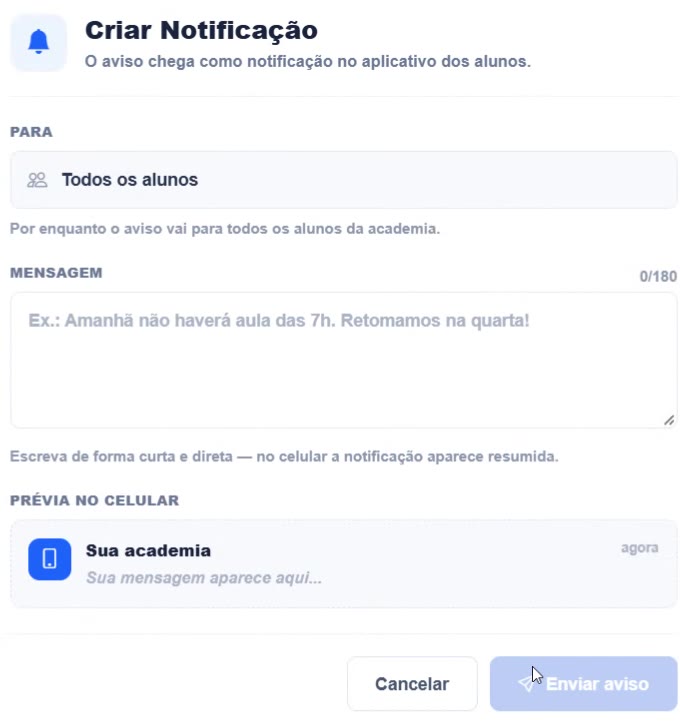 Criar Notificação
O aviso chega como notificação no aplicativo dos alunos.
PARA
Todos os alunos
Por enquanto o aviso vai para todos os alunos da academia.
MENSAGEM
0/180
Ex.: Amanhã não haverá aula das 7h. Retomamos na quarta!
Escreva de forma curta e direta — no celular a notificação aparece resumida.
PRÉVIA NO CELULAR
Sua academia
agora
Sua mensagem aparece aqui...
Cancelar
Enviar aviso